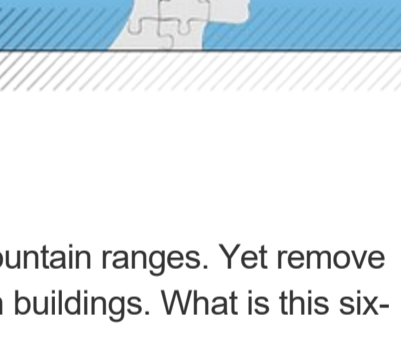 ountain ranges. Yet remove
buildings. What is this six-